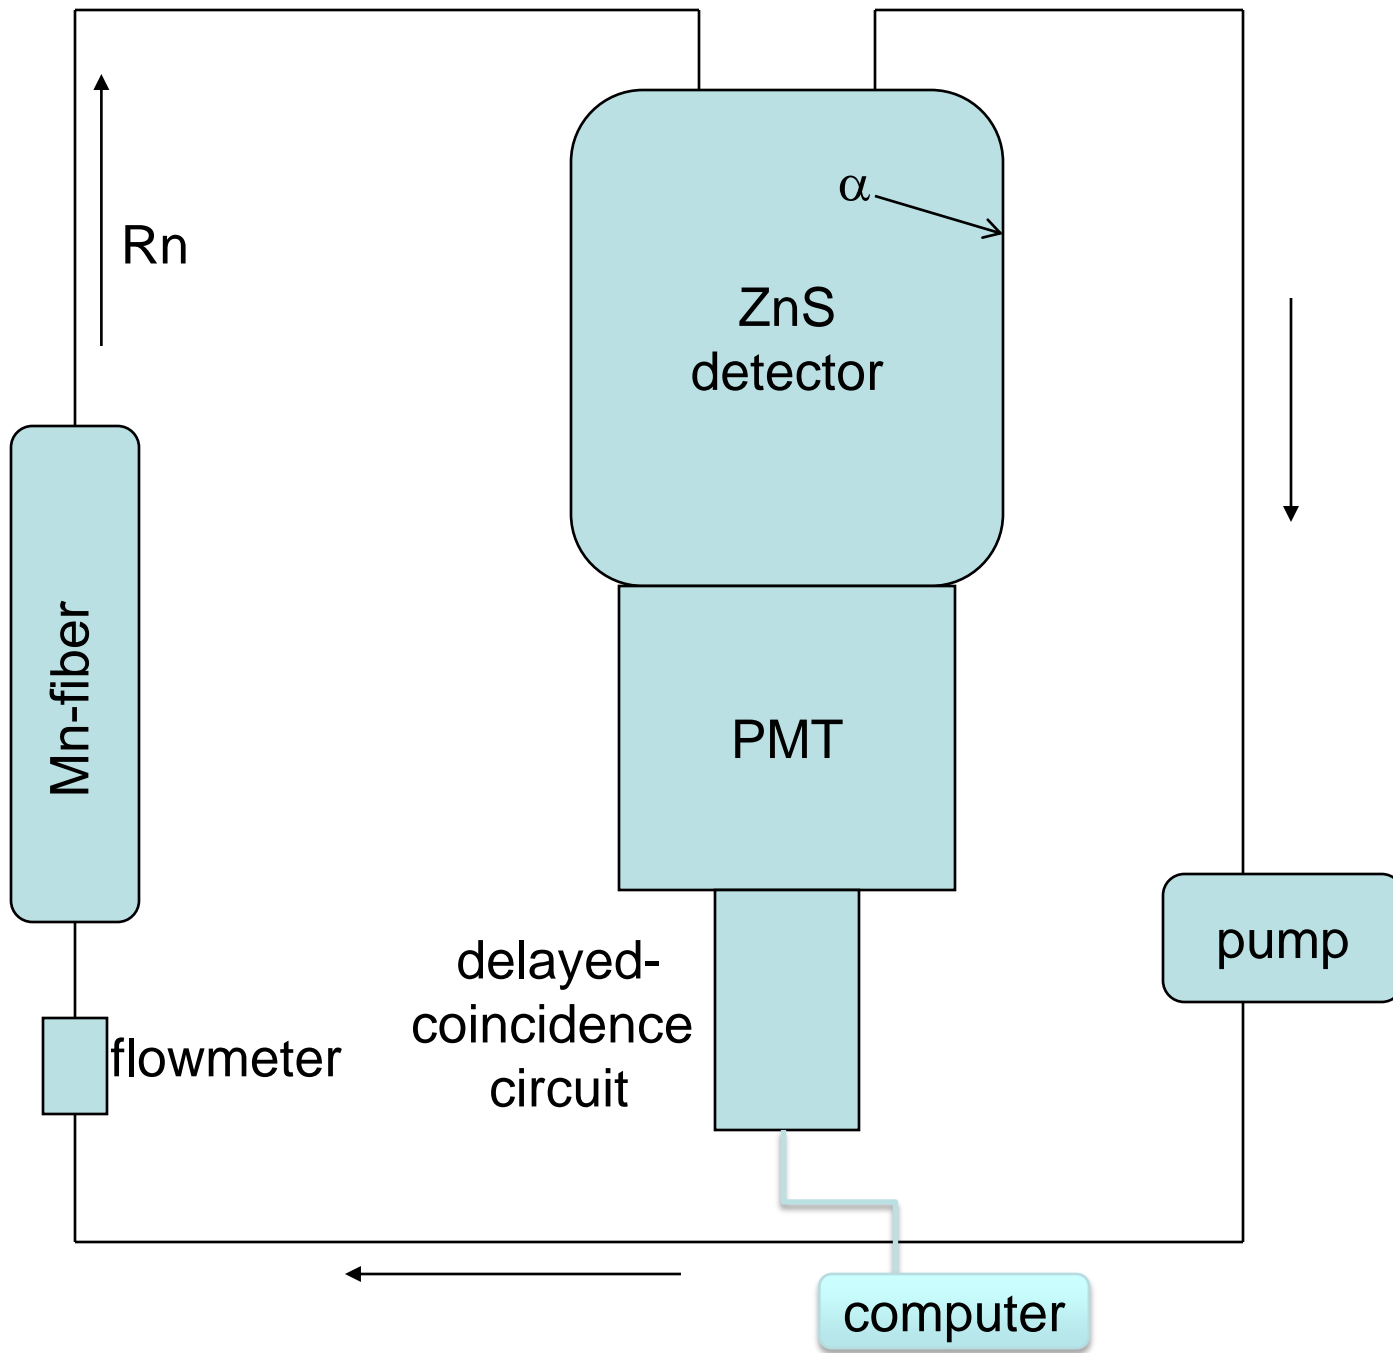 α
Rn
ZnS
detector
Mn-fiber
PMT
pump
delayed-
coincidence
circuit
flowmeter
computer